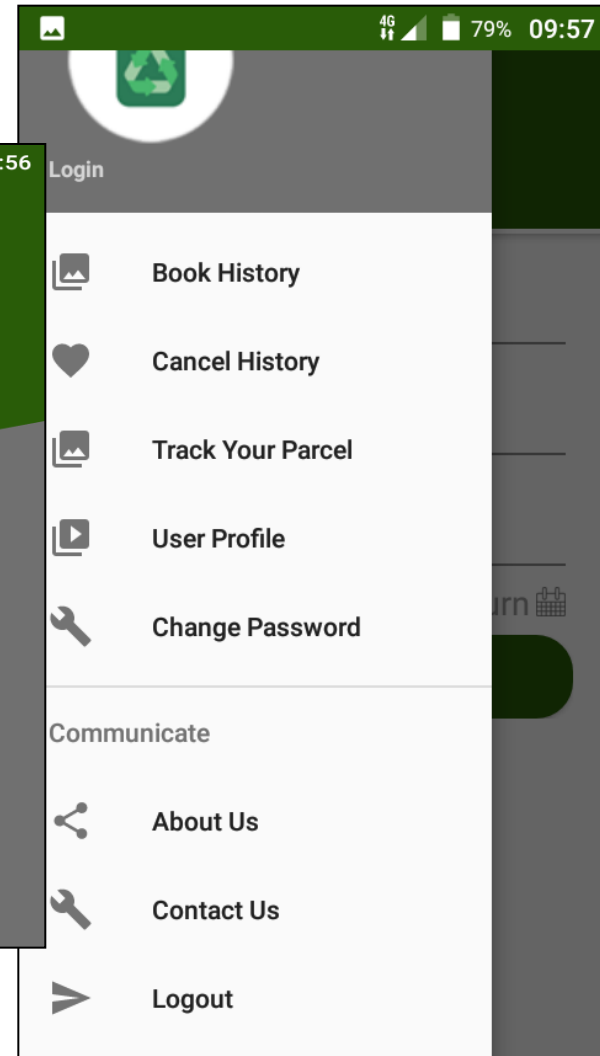 4G 79% 09:57
:56
Login
Book History
Cancel History
Track Your Parcel
User Profile
Change Password
urn
Communicate
About Us
Contact Us
Logout